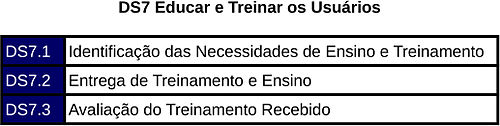 DS7 Educar e Treinar os Usuários
DS7.1 Identificação das Necessidades de Ensino e Treinamento
DS7.2 Entrega de Treinamento e Ensino
DS7.3 Avaliação do Treinamento Recebido